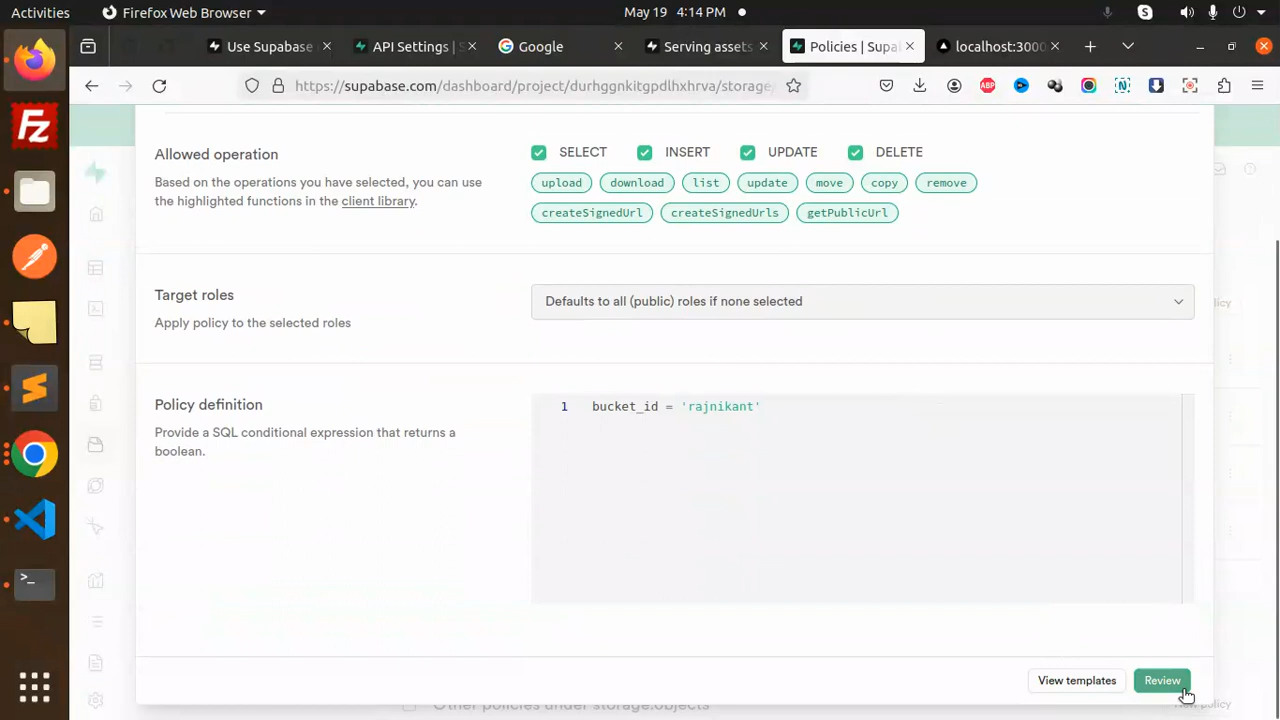 Activities Firefox Web Browser May 19 4:14 PM
Use Supabase API Settings | S Google Serving assets Policies | Supa localhost:3000
https://supabase.com/dashboard/project/durhggnkitgpdlhxhrva/storage/
Allowed operation
Based on the operations you have selected, you can use
the highlighted functions in the client library.
SELECT INSERT UPDATE DELETE
upload download list update move copy remove
createSignedUrl createSignedUrls getPublicUrl
Target roles
Apply policy to the selected roles
Defaults to all (public) roles if none selected
Policy definition
Provide a SQL conditional expression that returns a
boolean.
1 bucket_id = 'rajnikant'
View templates Review
Other policies under storage.objects New policy